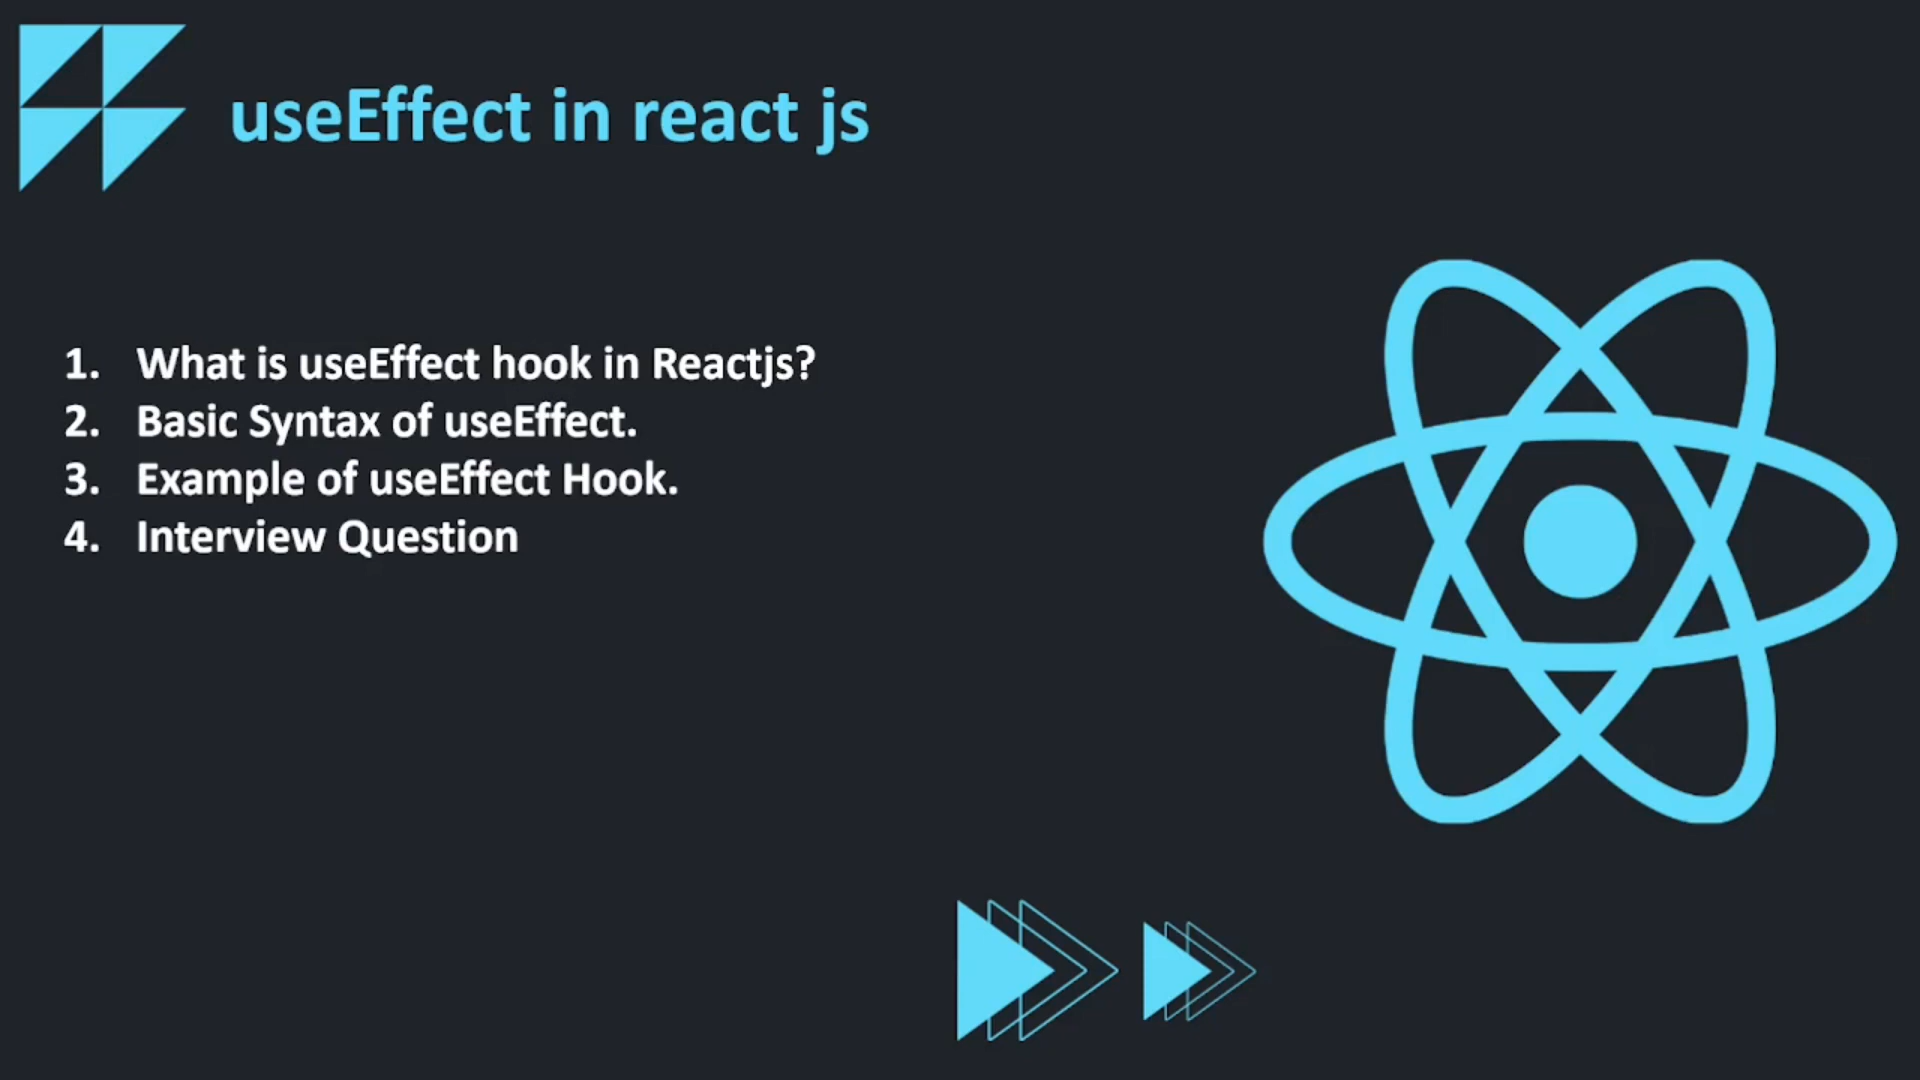 useEffect in react js
1. What is useEffect hook in Reactjs?
2. Basic Syntax of useEffect.
3. Example of useEffect Hook.
4. Interview Question